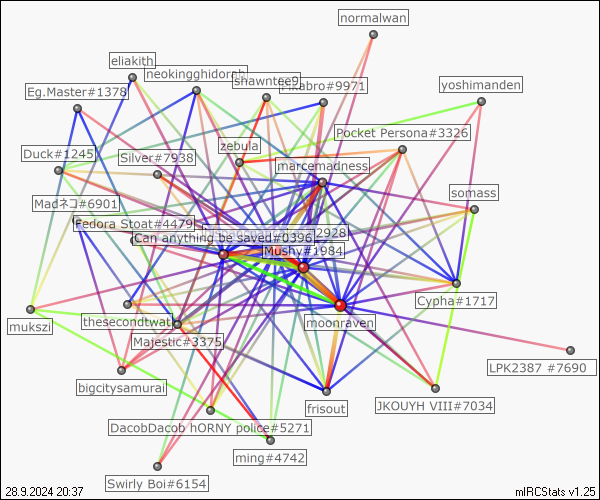 normalwan
eliakith
neokingghidorah
shawntee9
Pikabro#9971
yoshimanden
Eg.Master#1378
Pocket Persona#3326
zebula
Duck#1245
Silver#7938
marcemadness
somass
Madネコ#6901
Fedora Stoat#4479
2928
Can anything be saved#0396
Mushy#1984
Cypha#1717
mukszi
thesecondtwat
moonraven
Majestic#3375
LPK2387 #7690
bigcitysamurai
frisout
JKOUYH VIII#7034
DacobDacob hORNY police#5271
ming#4742
Swirly Boi#6154
28.9.2024 20:37
mIRCStats v1.25